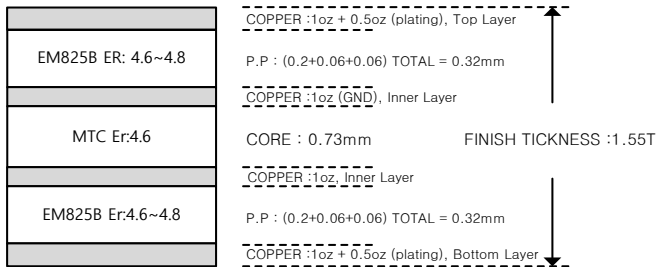 COPPER :1oz + 0.5oz (plating), Top Layer
EM825B ER: 4.6~4.8
P.P : (0.2+0.06+0.06) TOTAL = 0.32mm
COPPER :1oz (GND), Inner Layer
MTC Er:4.6
CORE : 0.73mm
FINISH TICKNESS :1.55T
COPPER :1oz, Inner Layer
EM825B Er:4.6~4.8
P.P : (0.2+0.06+0.06) TOTAL = 0.32mm
COPPER :1oz + 0.5oz (plating), Bottom Layer